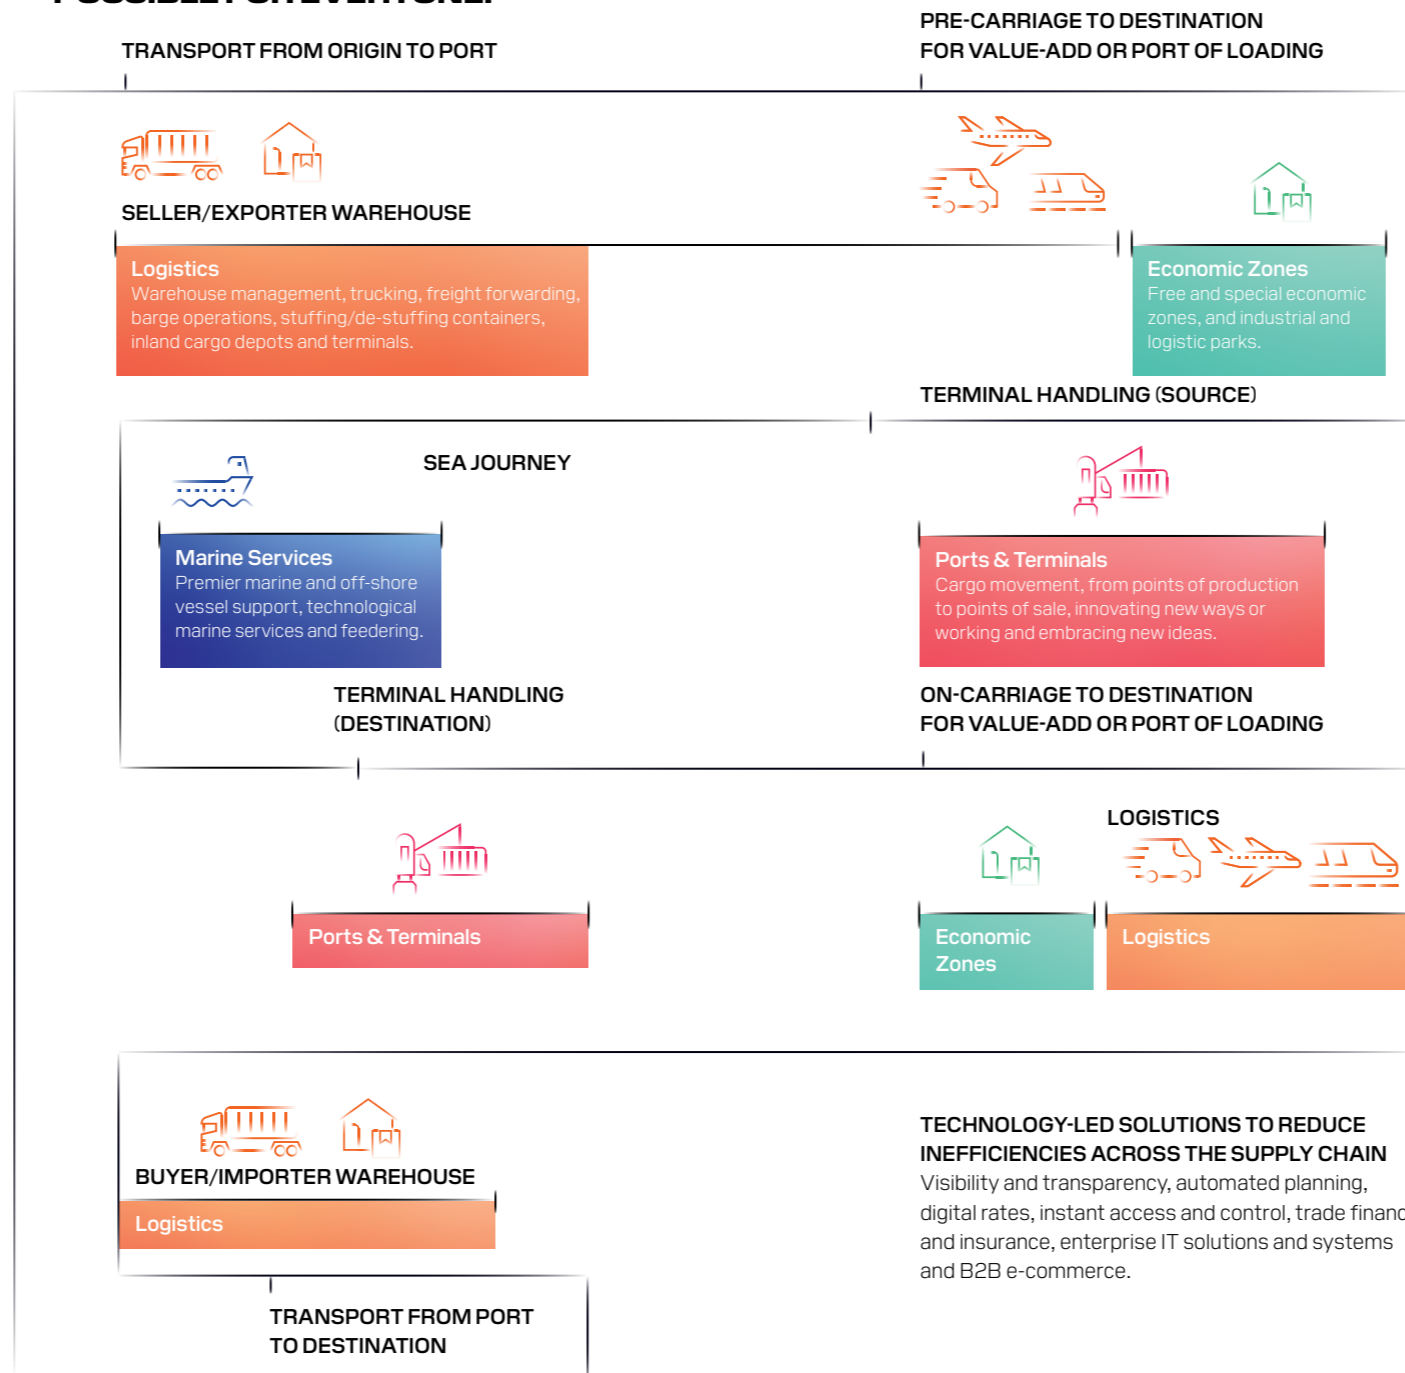 TRANSPORT FROM ORIGIN TO PORT
PRE-CARRIAGE TO DESTINATION
FOR VALUE-ADD OR PORT OF LOADING
SELLER/EXPORTER WAREHOUSE
Logistics
Warehouse management, trucking, freight forwarding,
barge operations, stuffing/de-stuffing containers,
inland cargo depots and terminals.
Economic Zones
Free and special economic
zones, and industrial and
logistic parks.
TERMINAL HANDLING (SOURCE)
SEA JOURNEY
Marine Services
Premier marine and off-shore
vessel support, technological
marine services and feedering.
Ports & Terminals
Cargo movement, from points of production
to points of sale, innovating new ways or
working and embracing new ideas.
TERMINAL HANDLING
(DESTINATION)
ON-CARRIAGE TO DESTINATION
FOR VALUE-ADD OR PORT OF LOADING
LOGISTICS
Ports & Terminals
Economic
Zones
Logistics
BUYER/IMPORTER WAREHOUSE
Logistics
TRANSPORT FROM PORT
TO DESTINATION
TECHNOLOGY-LED SOLUTIONS TO REDUCE
INEFFICIENCIES ACROSS THE SUPPLY CHAIN
Visibility and transparency, automated planning,
digital rates, instant access and control, trade financ
and insurance, enterprise IT solutions and systems
and B2B e-commerce.